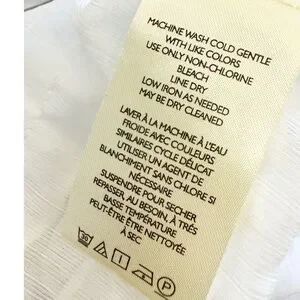 MACHINE WASH COLD GENTLE
WITH LIKE COLORS
USE ONLY NON-CHLORINE
BLEACH
LINE DRY
LOW IRON AS NEEDED
MAY BE DRY CLEANED
LAVER À LA MACHINE À L'EAU
FROIDE AVEC COULEURS
SIMILAIRES CYCLE DÉLICAT
UTILISER UN AGENT DE
BLANCHIMENT SANS CHLORE SI
NÉCESSAIRE
SUSPENDRE POUR SÉCHER
REPASSER, AU BESOIN, À TRÈS
BASSE TEMPÉRATURE
PEUT-ÊTRE ÊTRE NETTOYÉE
À SEC
P